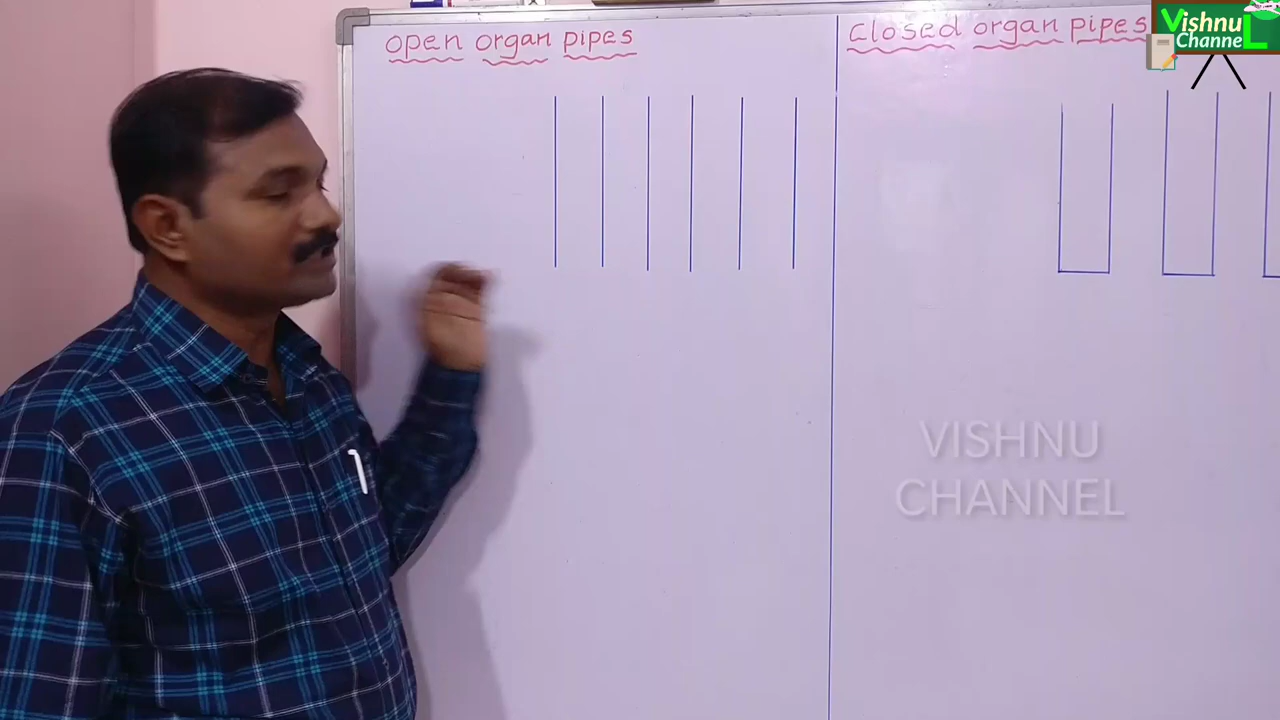 open organ pipes
closed organ pipes
Vishnu
ChanneL
VISHNU
CHANNEL